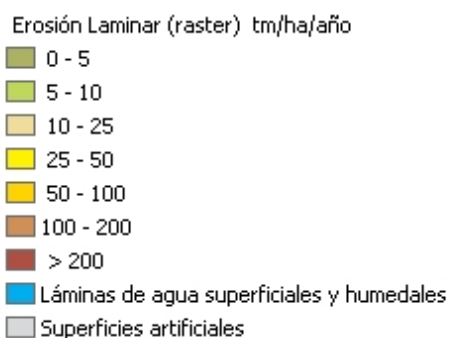 Erosión Laminar (raster) tm/ha/año
0 - 5
5 - 10
10 - 25
25 - 50
50 - 100
100 - 200
> 200
Láminas de agua superficiales y humedales
Superficies artificiales